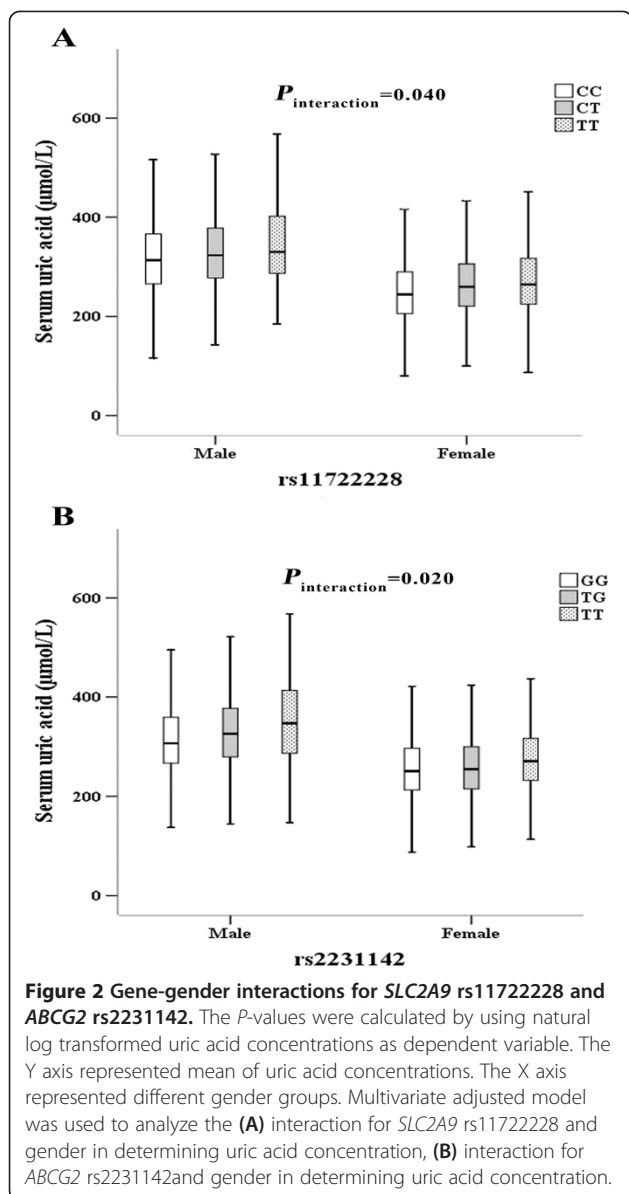 A
P interaction=0.040
CC
CT
TT
600
400
200
0
Serum uric acid (μmol/L)
Male Female
rs11722228
B
P interaction=0.020
GG
TG
TT
600
400
200
0
Serum uric acid (μmol/L)
Male Female
rs2231142
Figure 2 Gene-gender interactions for SLC2A9 rs11722228 and
ABCG2 rs2231142. The P-values were calculated by using natural
log transformed uric acid concentrations as dependent variable. The
Y axis represented mean of uric acid concentrations. The X axis
represented different gender groups. Multivariate adjusted model
was used to analyze the (A) interaction for SLC2A9 rs11722228 and
gender in determining uric acid concentration, (B) interaction for
ABCG2 rs2231142and gender in determining uric acid concentration.